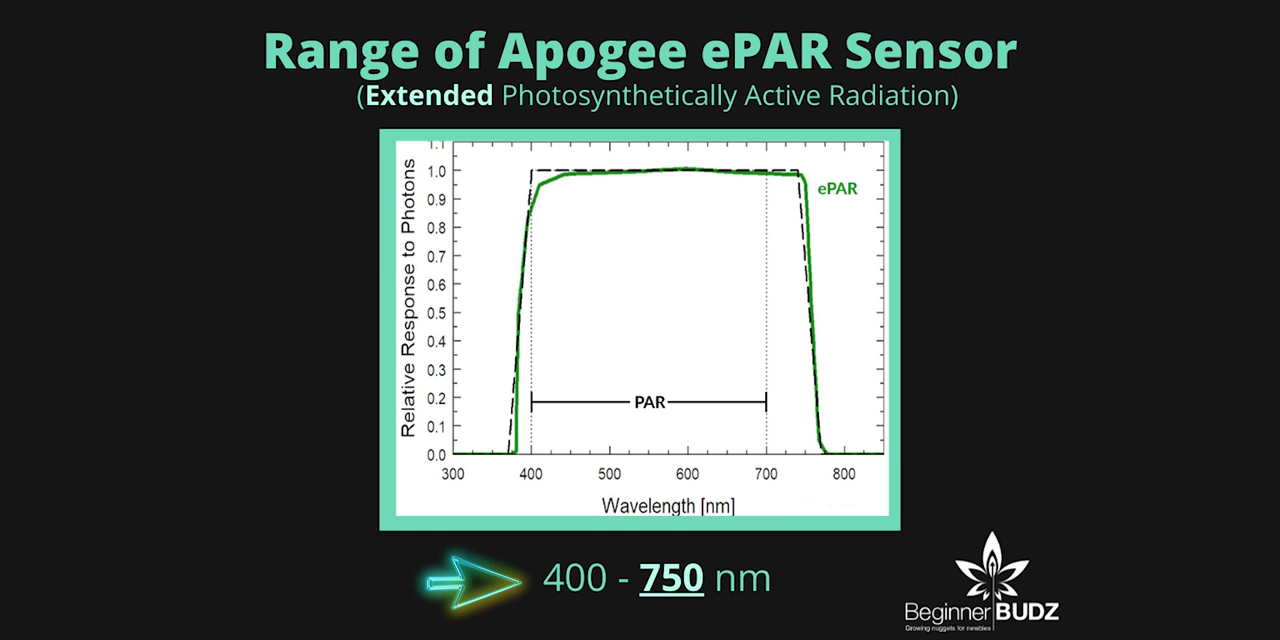 Range of Apogee ePAR Sensor
(Extended Photosynthetically Active Radiation)
Relative Response to Photons
1.1
1.0
0.9
0.8
0.7
0.6
0.5
0.4
0.3
0.2
0.1
0.0
ePAR
PAR
300 400 500 600 700 800
Wavelength [nm]
400 - 750 nm
Beginner BUDZ
Growing nuggets for newbies